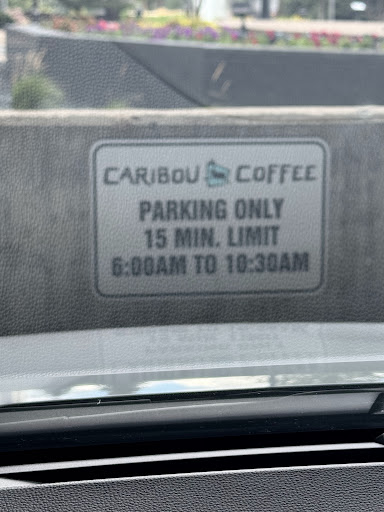 CARIBOU COFFEE
PARKING ONLY
15 MIN. LIMIT
6:00AM TO 10:30AM